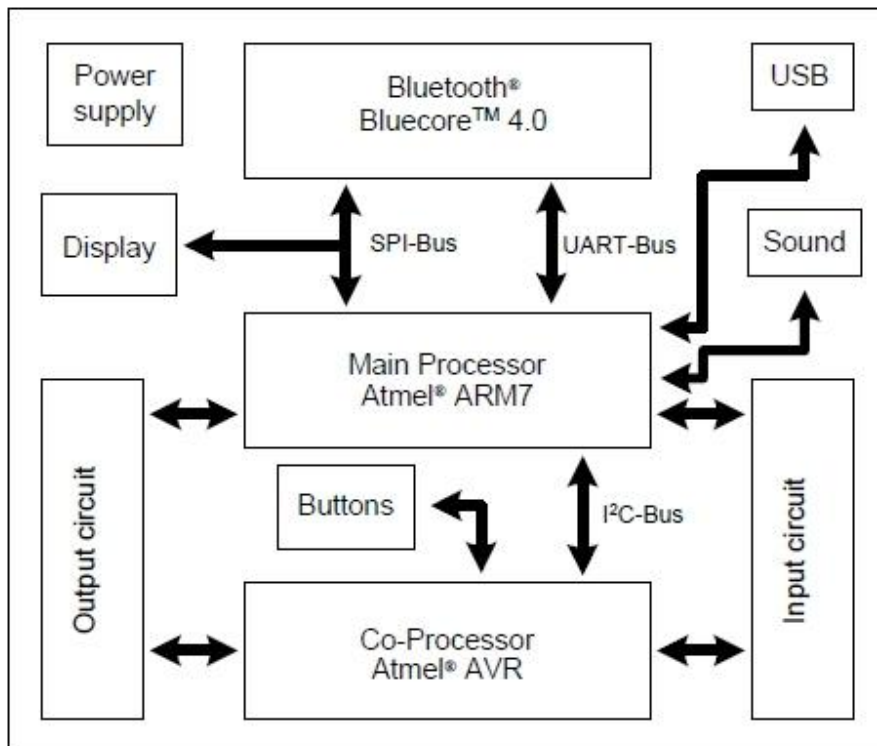 Power
supply
Bluetooth®
Bluecore™ 4.0
USB
Display
SPI-Bus
UART-Bus
Sound
Main Processor
Atmel® ARM7
Output circuit
Buttons
I²C-Bus
Input circuit
Co-Processor
Atmel® AVR